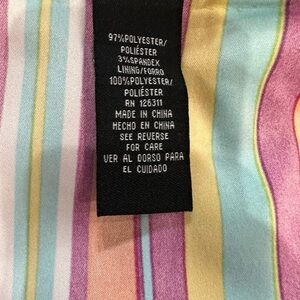 97%POLYESTER/
POLIÉSTER
3%SPANDEX
LINING/FORRO
100%POLYESTER/
POLIÉSTER
RN 126311
MADE IN CHINA
HECHO EN CHINA
SEE REVERSE
FOR CARE
VER AL DORSO PARA
EL CUIDADO